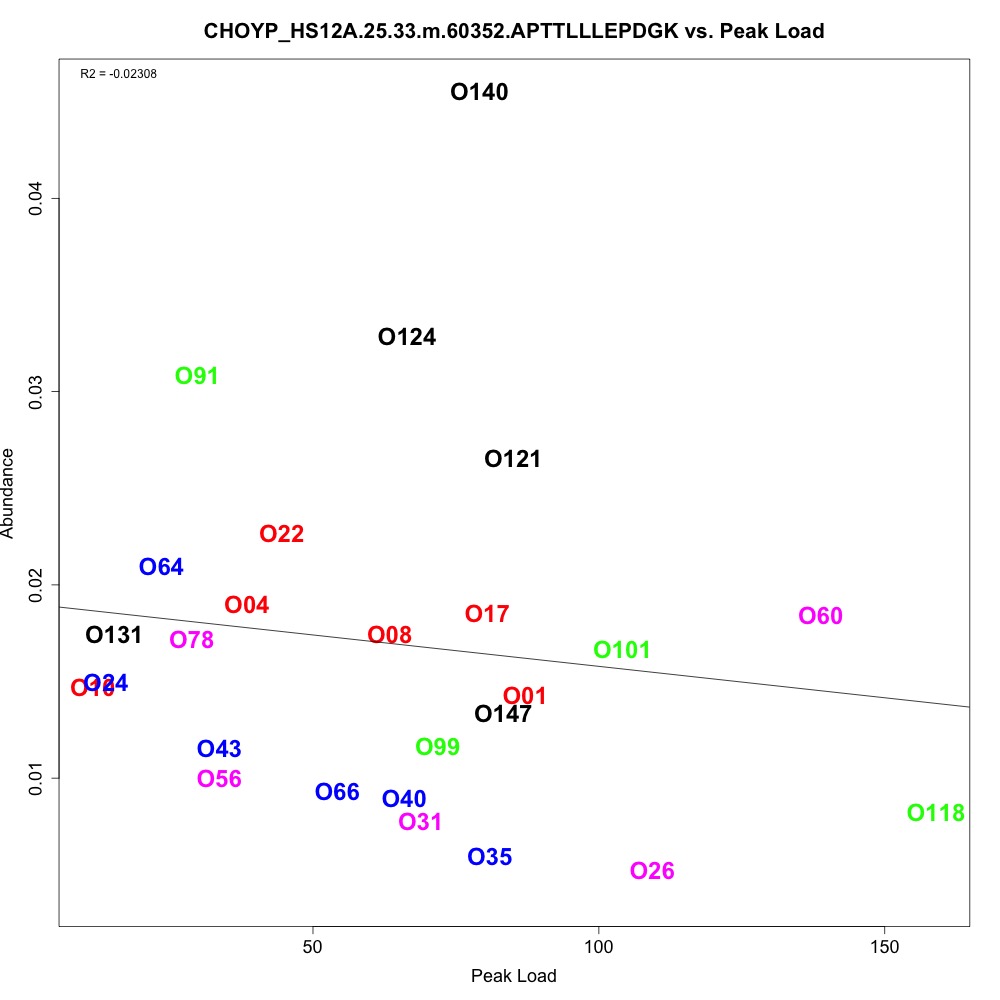 CHOYP_HS12A.25.33.m.60352.APTTLLLEPDGK vs. Peak Load
R2 = -0.02308
O140
0.04
O124
O91
0.03
O121
Abundance
O22
O64
0.02
O04
O17
O60
O131
O78
O08
O101
O24
O01
O147
O43
O99
O56
0.01
O66
O40
O31
O118
O35
O26
50
100
150
Peak Load